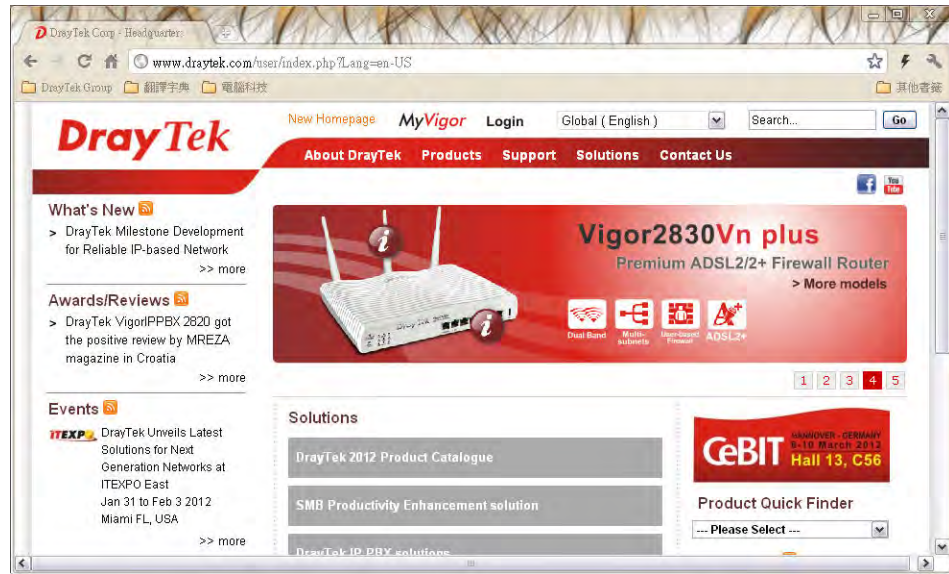 DrayTek Corp - Headquarter
www.draytek.com/user/index.php?Lang=en-US
DrayTek Group 翻譯字典 電腦科技 其他書籤
DrayTek
New Homepage MyVigor Login Global ( English ) Search... Go
About DrayTek Products Support Solutions Contact Us
You Tube
What's New
> DrayTek Milestone Development
for Reliable IP-based Network
>> more
Awards/Reviews
> DrayTek VigorIPPBX 2820 got
the positive review by MREZA
magazine in Croatia
>> more
Events
ITEXPO DrayTek Unveils Latest
Solutions for Next
Generation Networks at
ITEXPO East
Jan 31 to Feb 3 2012
Miami FL, USA
>> more
Vigor2830Vn plus
Premium ADSL2/2+ Firewall Router
> More models
Dual Band Multi-subnets User-based Firewall ADSL2+
1 2 3 4 5
Solutions
DrayTek 2012 Product Catalogue
SMB Productivity Enhancement solution
DrayTek IP PBX solutions
CeBIT
HANNOVER - GERMANY
6-10 March 2012
Hall 13, C56
Product Quick Finder
--- Please Select ---